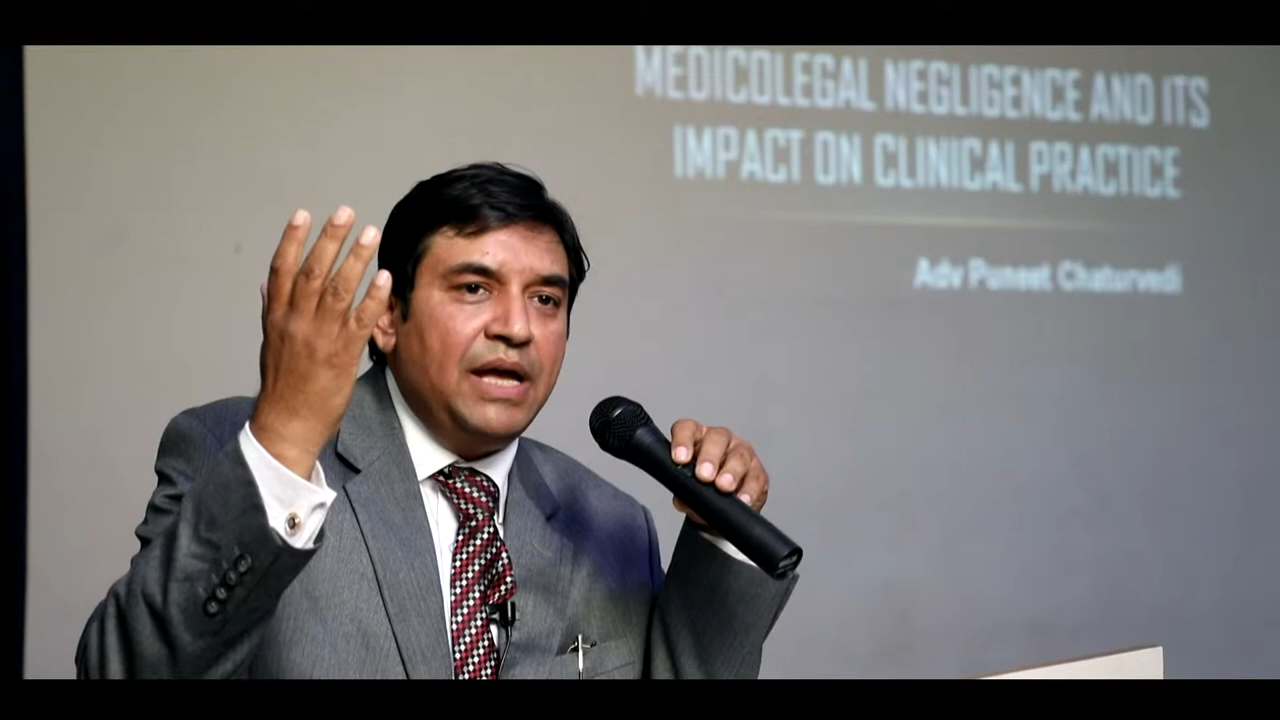 MEDICOLEGAL NEGLIGENCE AND ITS
IMPACT ON CLINICAL PRACTICE
Adv Puneet Chaturvedi